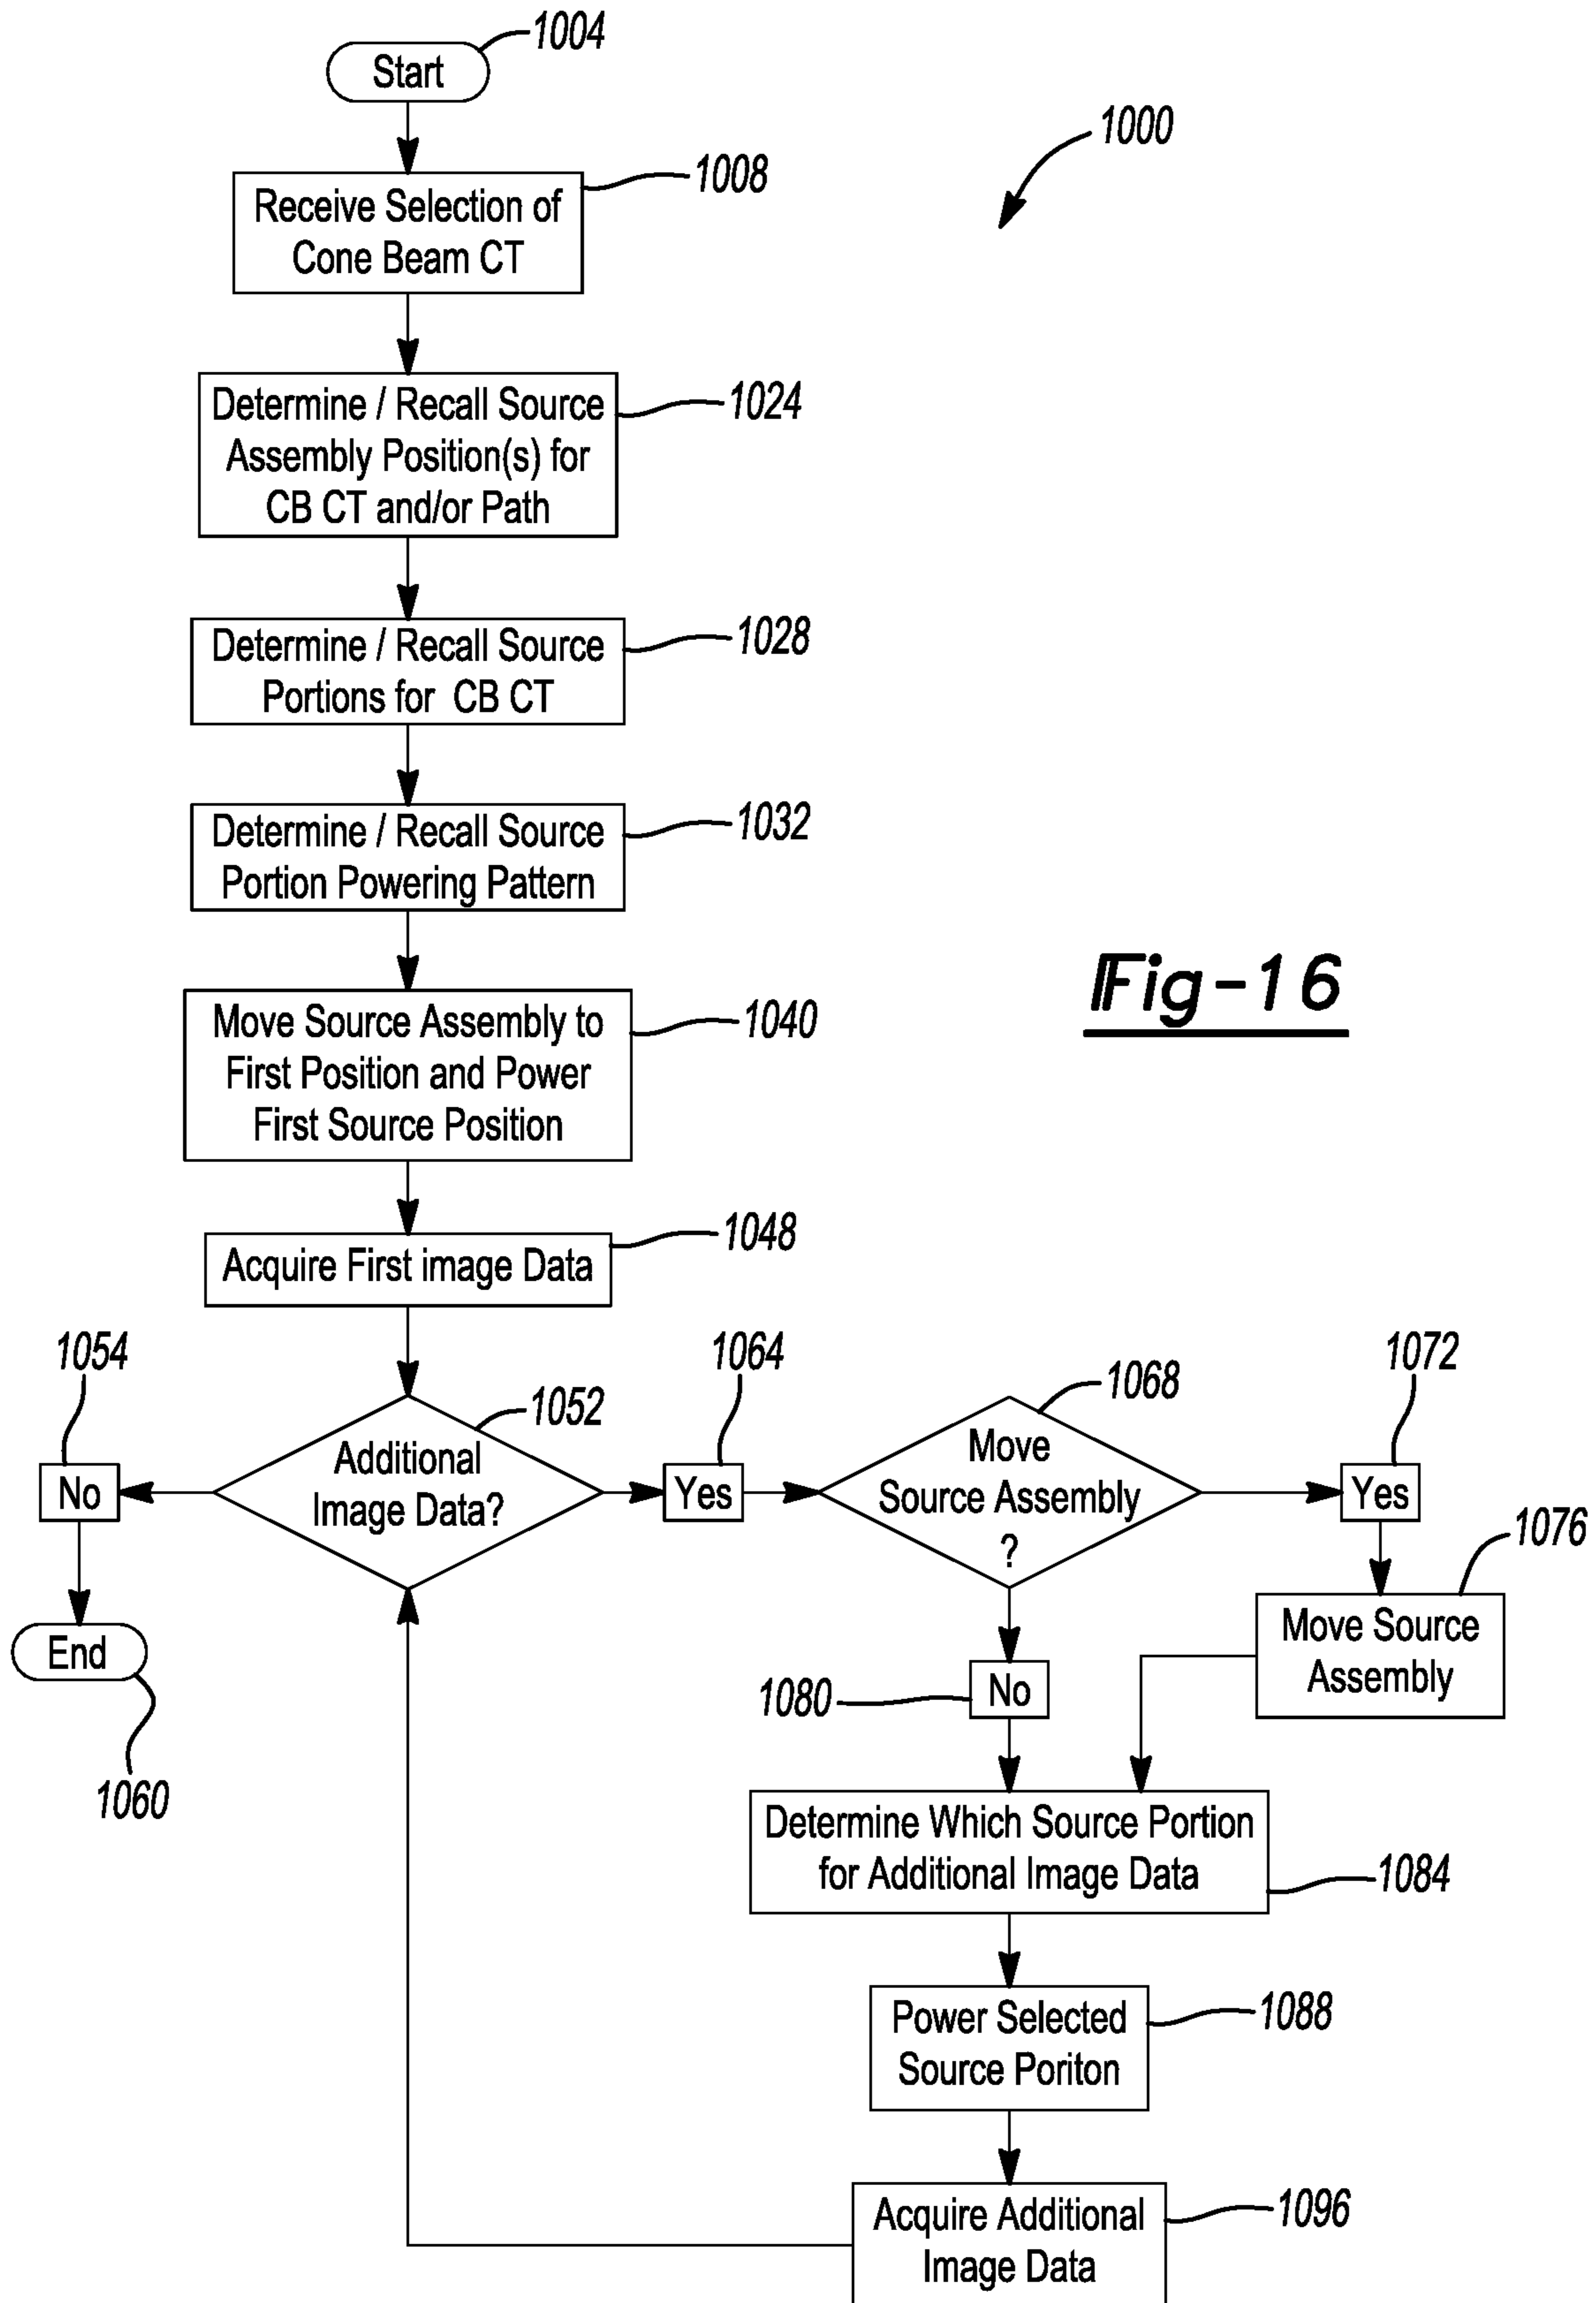 Start
1004
1000
Receive Selection of
Cone Beam CT
1008
Determine / Recall Source
Assembly Position(s) for
CB CT and/or Path
1024
Determine / Recall Source
Portions for CB CT
1028
Determine / Recall Source
Portion Powering Pattern
1032
Fig-16
Move Source Assembly to
First Position and Power
First Source Position
1040
Acquire First image Data
1048
1054
1064
1072
1052
1068
No
Additional
Image Data?
Yes
Move
Source Assembly
?
Yes
1076
End
1060
1080
No
Move Source
Assembly
Determine Which Source Portion
for Additional Image Data
1084
Power Selected
Source Poriton
1088
Acquire Additional
Image Data
1096